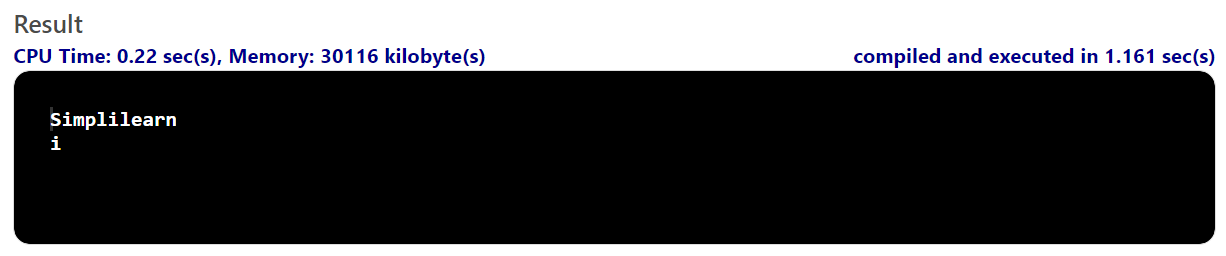 Result
CPU Time: 0.22 sec(s), Memory: 30116 kilobyte(s) compiled and executed in 1.161 sec(s)
Simplilearn
i